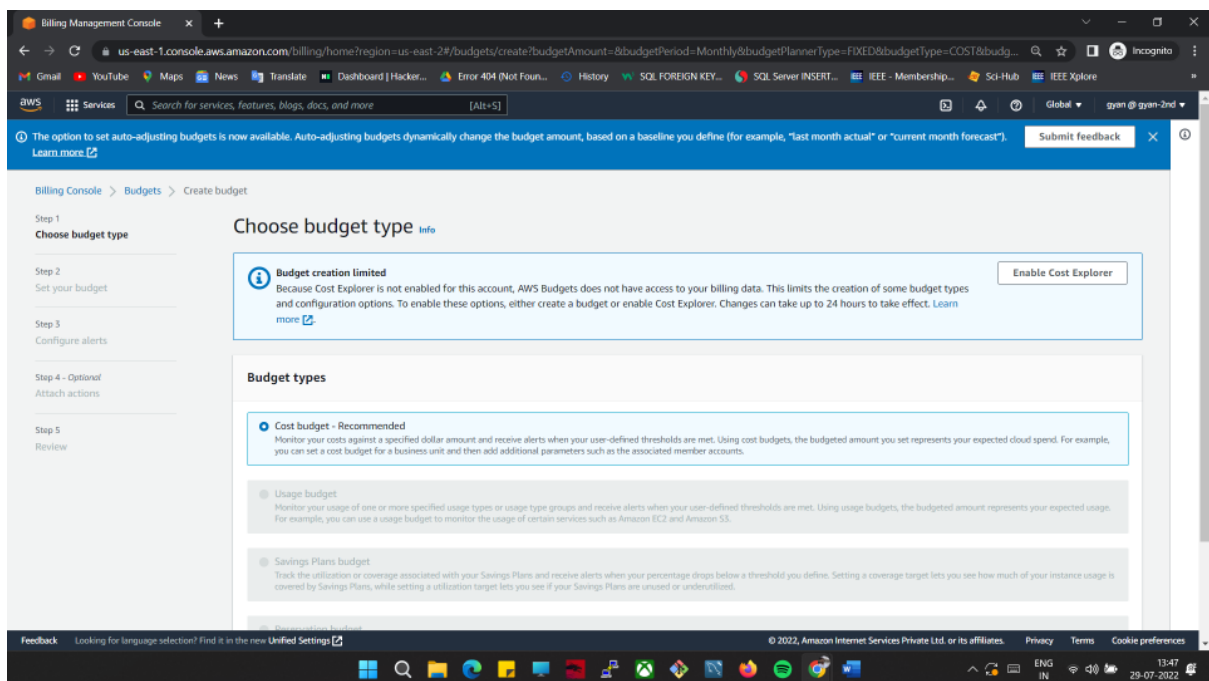 Billing Management Console
us-east-1.console.aws.amazon.com/billing/home?region=us-east-2#/budgets/create?budgetAmount=&budgetPeriod=Monthly&budgetPlannerType=FIXED&budgetType=COST&budg...
Incognito
Gmail YouTube Maps News Translate Dashboard | Hacker... Error 404 (Not Foun... History SQL FOREIGN KEY... SQL Server INSERT... IEEE - Membership... Sci-Hub IEEE Xplore »
aws Services Search for services, features, blogs, docs, and more [Alt+S] Global gyan @ gyan-2nd
The option to set auto-adjusting budgets is now available. Auto-adjusting budgets dynamically change the budget amount, based on a baseline you define (for example, "last month actual" or "current month forecast").
Learn more
Submit feedback
Billing Console > Budgets > Create budget
Step 1
Choose budget type
Step 2
Set your budget
Step 3
Configure alerts
Step 4 - Optional
Attach actions
Step 5
Review
Choose budget type Info
Budget creation limited
Because Cost Explorer is not enabled for this account, AWS Budgets does not have access to your billing data. This limits the creation of some budget types
and configuration options. To enable these options, either create a budget or enable Cost Explorer. Changes can take up to 24 hours to take effect. Learn
more
Enable Cost Explorer
Budget types
Cost budget - Recommended
Monitor your costs against a specified dollar amount and receive alerts when your user-defined thresholds are met. Using cost budgets, the budgeted amount you set represents your expected cloud spend. For example,
you can set a cost budget for a business unit and then add additional parameters such as the associated member accounts.
Usage budget
Monitor your usage of one or more specified usage types or usage type groups and receive alerts when your user-defined thresholds are met. Using usage budgets, the budgeted amount represents your expected usage.
For example, you can use a usage budget to monitor the usage of certain services such as Amazon EC2 and Amazon S3.
Savings Plans budget
Track the utilization or coverage associated with your Savings Plans and receive alerts when your percentage drops below a threshold you define. Setting a coverage target lets you see how much of your instance usage is
covered by Savings Plans, while setting a utilization target lets you see if your Savings Plans are unused or underutilized.
Reservation budget
Feedback Looking for language selection? Find it in the new Unified Settings © 2022, Amazon Internet Services Private Ltd. or its affiliates. Privacy Terms Cookie preferences
ENG
IN
13:47
29-07-2022